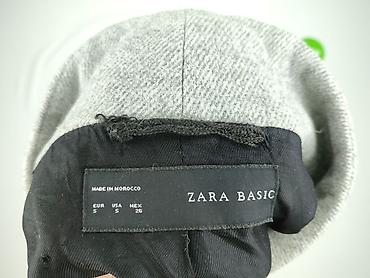 MADE IN MOROCCO
EUR USA MEX
S S 26
ZARA BASIC